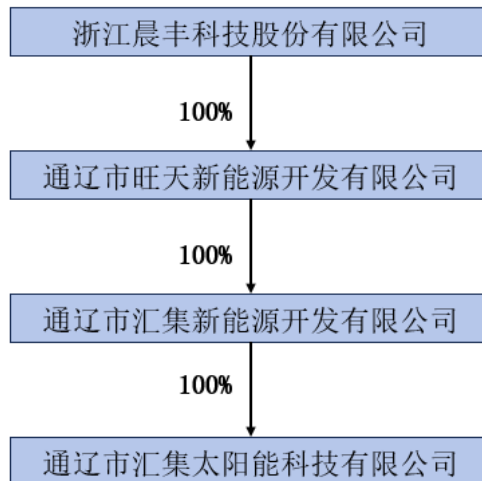 浙江晨丰科技股份有限公司
100%
通辽市旺天新能源开发有限公司
100%
通辽市汇集新能源开发有限公司
100%
通辽市汇集太阳能科技有限公司